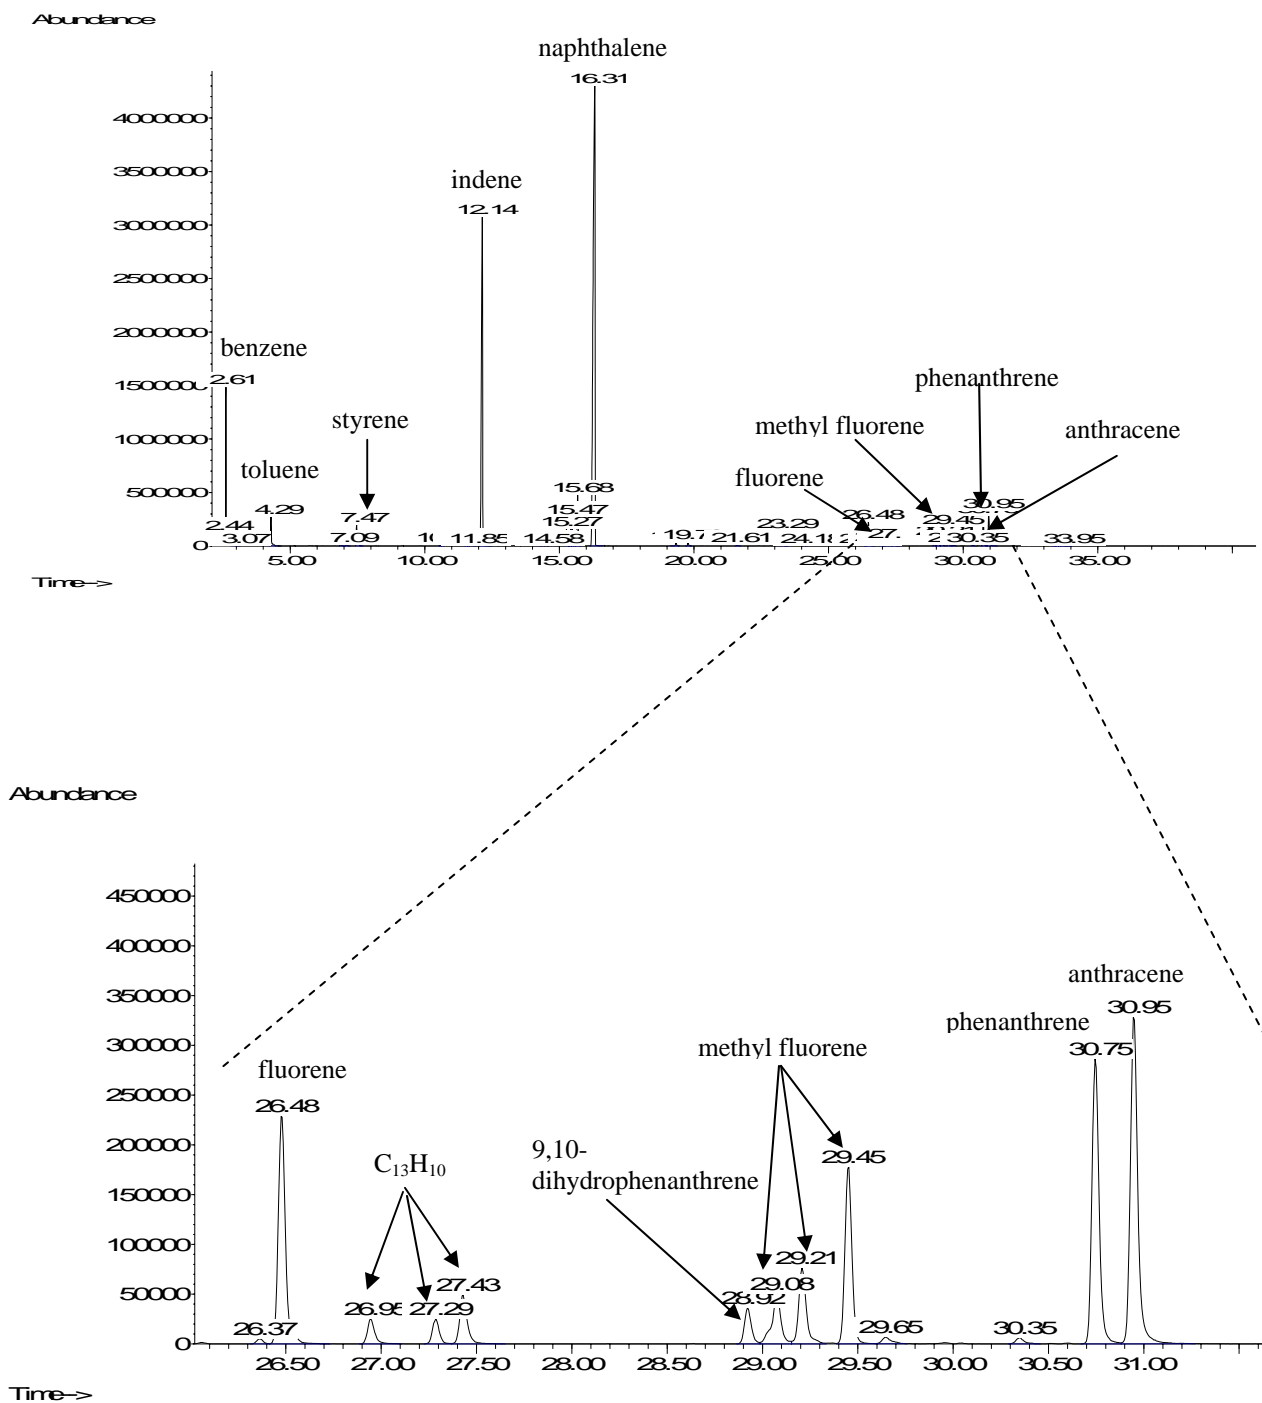 Abundance
naphthalene
16.31
4000000
3500000
indene
12.14
3000000
2500000
2000000
benzene
1500000
2.61
phenanthrene
styrene
methyl fluorene
anthracene
1000000
toluene
fluorene
500000
15.68
30.95
4.29
15.47
7.47
26.48
29.45
2.44
15.27
23.29
3.07
7.09
11.85
14.58
21.61
30.35
33.95
0
5.00 10.00 15.00 20.00 25.00 30.00 35.00
Time-->
Abundance
450000
400000
anthracene
350000
30.95
phenanthrene
300000
30.75
methyl fluorene
fluorene
250000
26.48
200000
9,10-
dihydrophenanthrene
29.45
C13H10
150000
100000
29.21
27.43
29.08
50000
28.92
27.29
26.37
29.65
30.35
0
26.50 27.00 27.50 28.00 28.50 29.00 29.50 30.00 30.50 31.00
Time-->